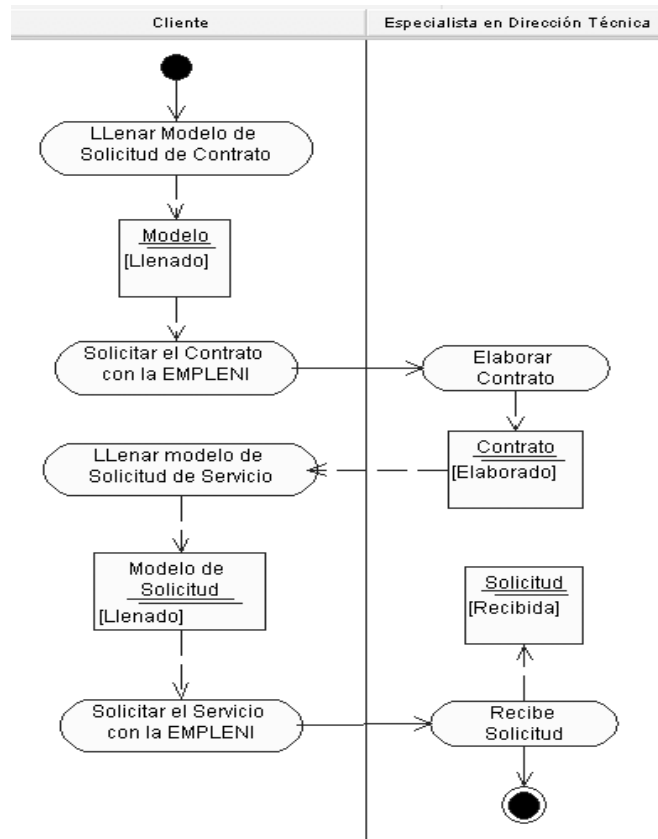 Cliente
Especialista en Dirección Técnica
LLenar Modelo de
Solicitud de Contrato
Modelo
[Llenado]
Solicitar el Contrato
con la EMPLENI
Elaborar
Contrato
Contrato
[Elaborado]
LLenar modelo de
Solicitud de Servicio
Modelo de
Solicitud
[Llenado]
Solicitud
[Recibida]
Solicitar el Servicio
con la EMPLENI
Recibe
Solicitud